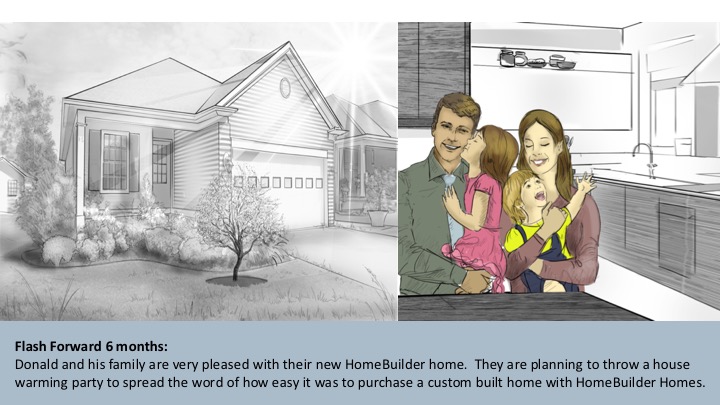 Flash Forward 6 months:
Donald and his family are very pleased with their new HomeBuilder home.  They are planning to throw a house
warming party to spread the word of how easy it was to purchase a custom built home with HomeBuilder Homes.